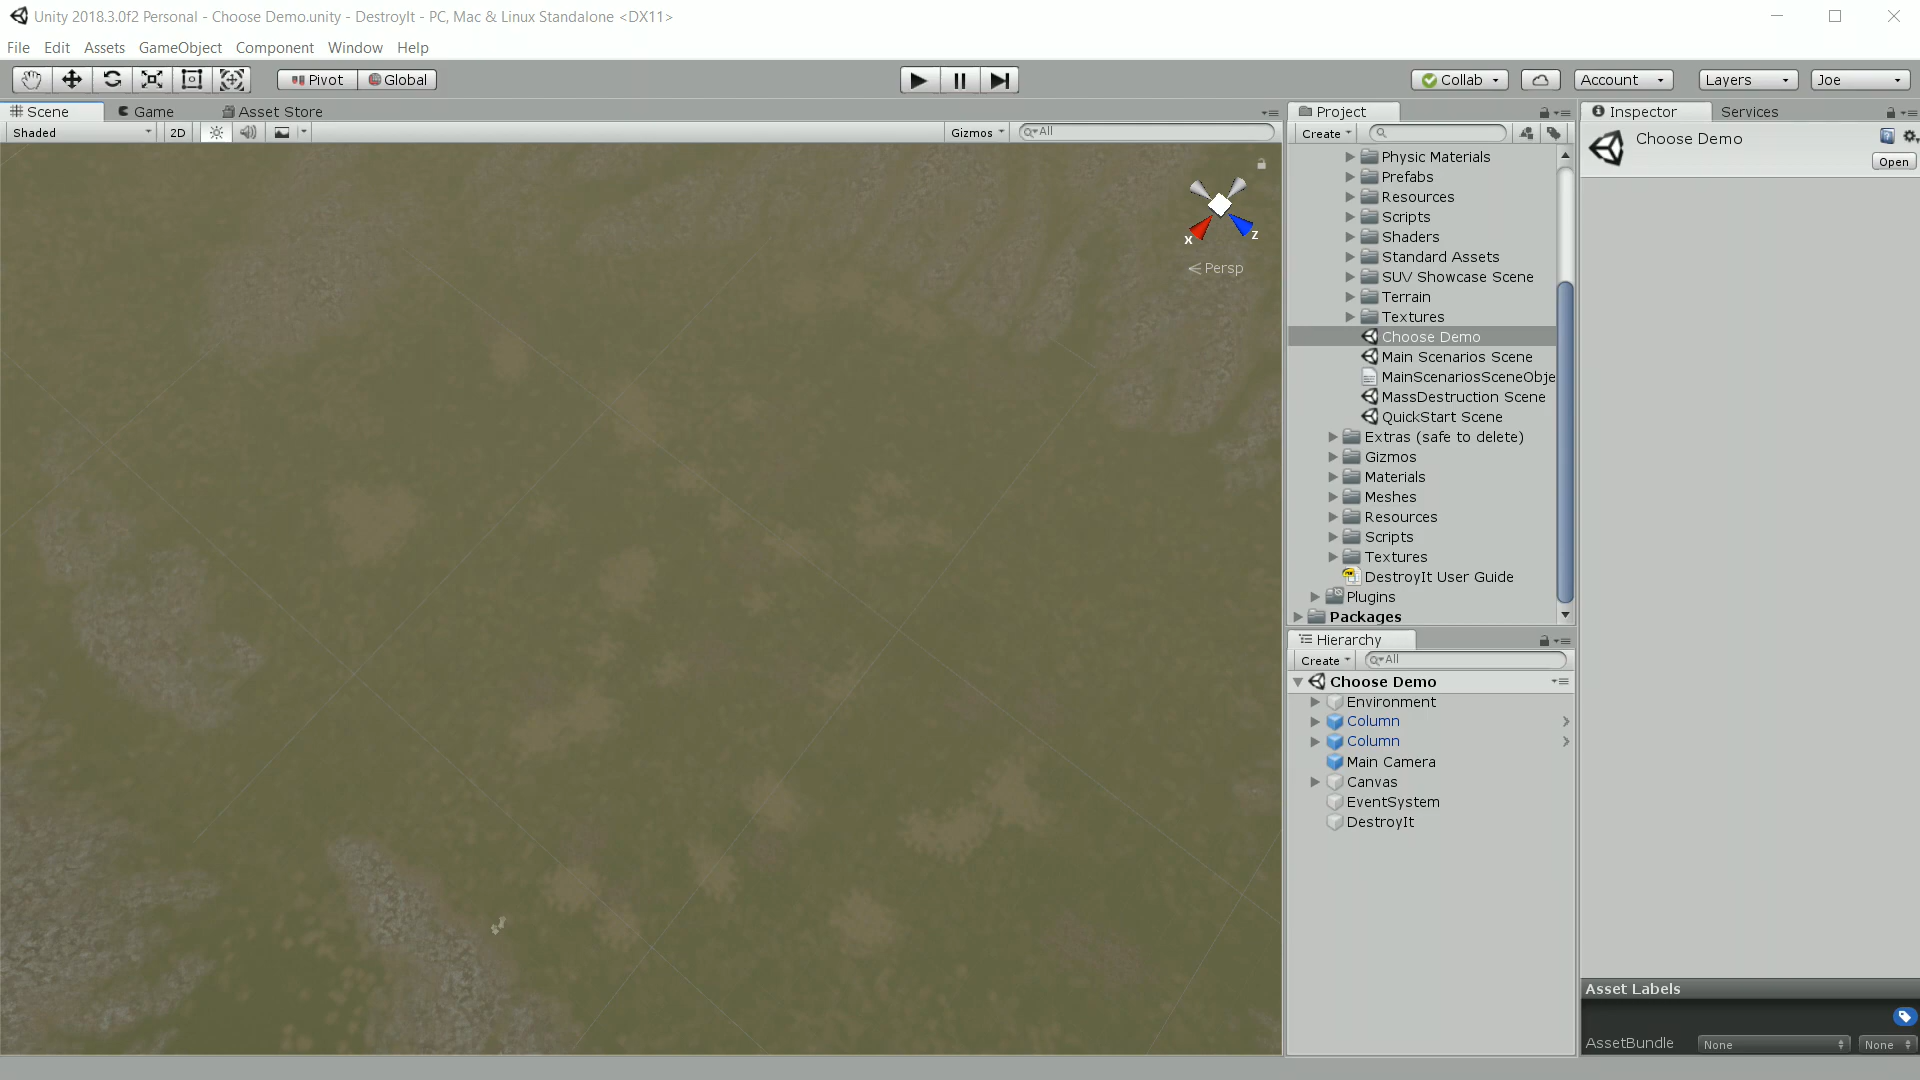 Unity 2018.3.0f2 Personal - Choose Demo.unity - DestroyIt - PC, Mac & Linux Standalone <DX11>
File Edit Assets GameObject Component Window Help
Pivot Global Collab Account Layers Joe
Scene Game Asset Store
Shaded 2D Gizmos All
X Z
Persp
Project
Create
Physic Materials
Prefabs
Resources
Scripts
Shaders
Standard Assets
SUV Showcase Scene
Terrain
Textures
Choose Demo
Main Scenarios Scene
MainScenariosSceneObje
MassDestruction Scene
QuickStart Scene
Extras (safe to delete)
Gizmos
Materials
Meshes
Resources
Scripts
Textures
DestroyIt User Guide
Plugins
Packages
Hierarchy
Create All
Choose Demo
Environment
Column
Column
Main Camera
Canvas
EventSystem
DestroyIt
Inspector Services
Choose Demo
Open
Asset Labels
AssetBundle None None